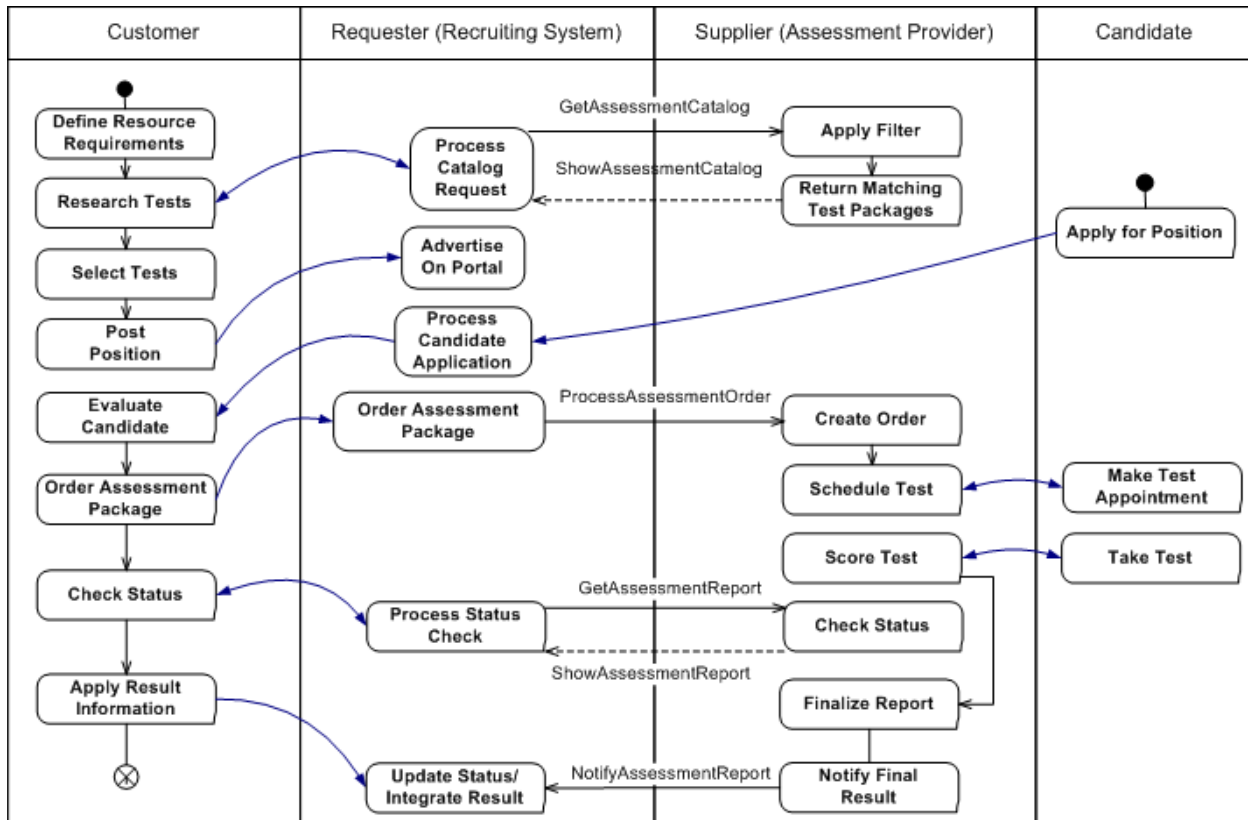 Customer
Requester (Recruiting System)
Supplier (Assessment Provider)
Candidate
Define Resource
Requirements
Research Tests
Select Tests
Post
Position
Evaluate
Candidate
Order Assessment
Package
Check Status
Apply Result
Information
Process
Catalog
Request
Advertise
On Portal
Process
Candidate
Application
Order Assessment
Package
Process Status
Check
Update Status/
Integrate Result
GetAssessmentCatalog
ShowAssessmentCatalog
ProcessAssessmentOrder
GetAssessmentReport
ShowAssessmentReport
NotifyAssessmentReport
Apply Filter
Return Matching
Test Packages
Create Order
Schedule Test
Score Test
Check Status
Finalize Report
Notify Final
Result
Apply for Position
Make Test
Appointment
Take Test